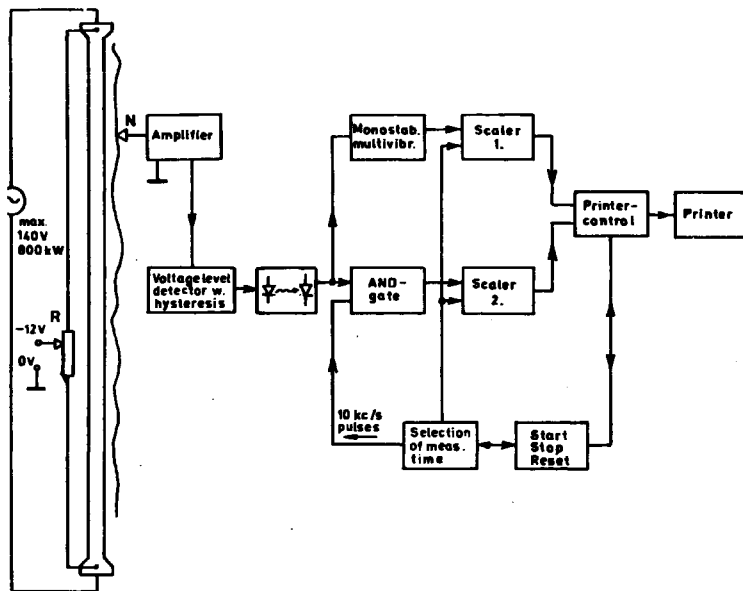 N
Amplifier
Monostab.
multivibr.
Scaler
1.
max.
140V
800kW
Printer-
control
Printer
Voltage level
detector w.
hysteresis
AND-
gate
Scaler
2.
R
-12V
0V
10 kc/s
pulses
Selection
of meas.
time
Start
Stop
Reset